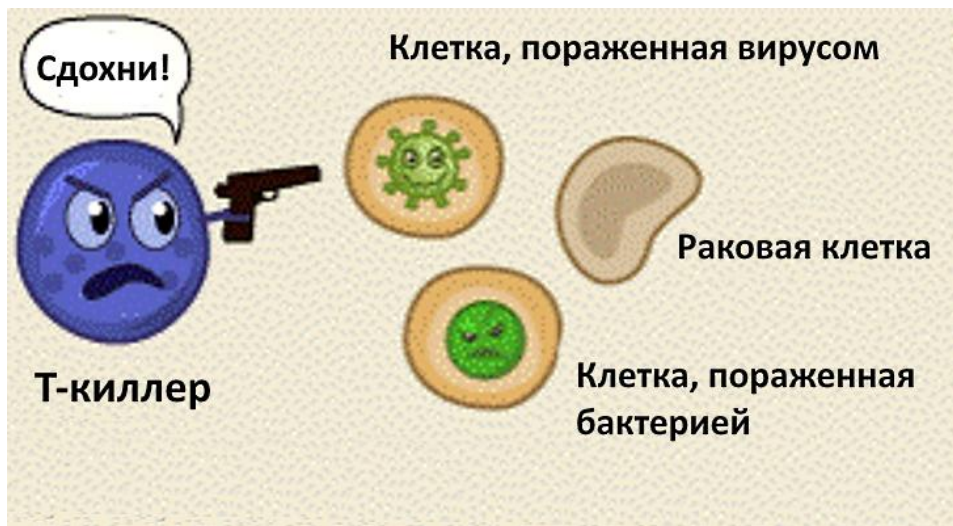 Сдохни!
Клетка, пораженная вирусом
Раковая клетка
Т-киллер
Клетка, пораженная
бактерией